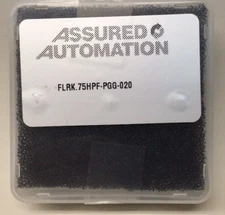 ASSURED
AUTOMATION
FLRK.75HPF-PGG-020